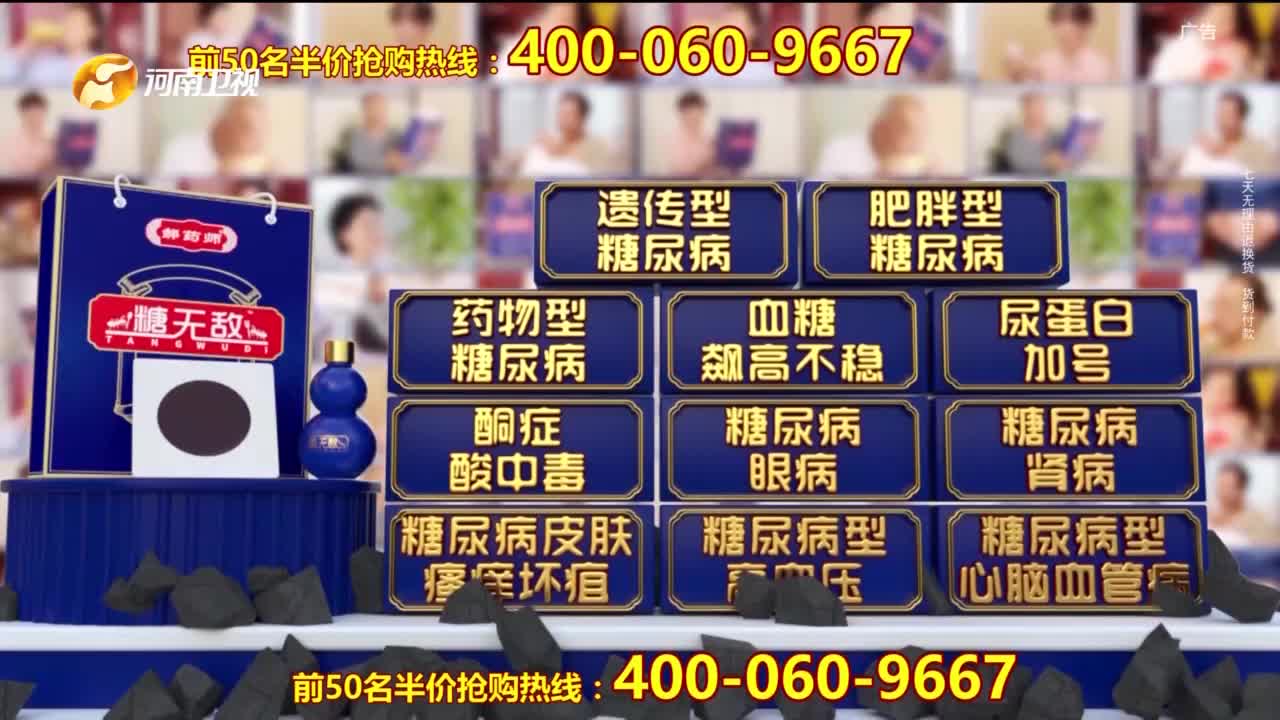 前50名半价抢购热线：400-060-9667
河南卫视
广告
七天无理由退换货 货到付款
郝药师
糖无敌
TANGWUDI
糖无敌
遗传型
糖尿病
肥胖型
糖尿病
药物型
糖尿病
血糖
飙高不稳
尿蛋白
加号
酮症
酸中毒
糖尿病
眼病
糖尿病
肾病
糖尿病皮肤
瘙痒坏疽
糖尿病型
高血压
糖尿病型
心脑血管病
前50名半价抢购热线：400-060-9667